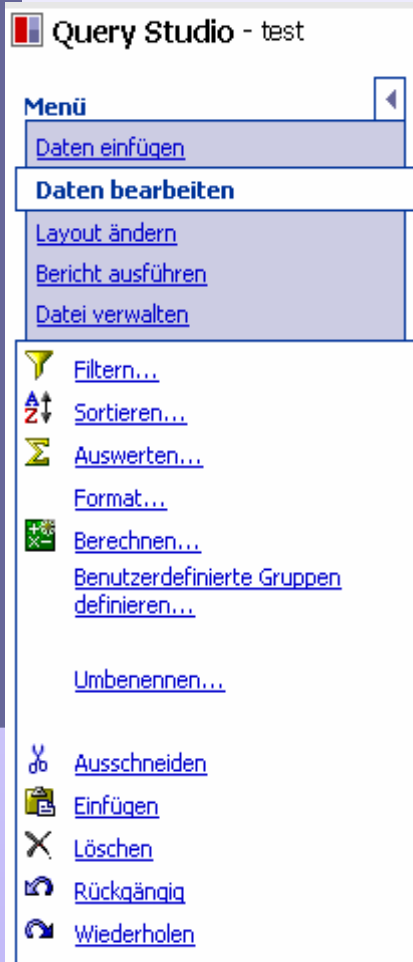 Query Studio - test
Menü
Daten einfügen
Daten bearbeiten
Layout ändern
Bericht ausführen
Datei verwalten
Filtern...
Sortieren...
Auswerten...
Format...
Berechnen...
Benutzerdefinierte Gruppen
definieren...
Umbenennen...
Ausschneiden
Einfügen
Löschen
Rückgängig
Wiederholen